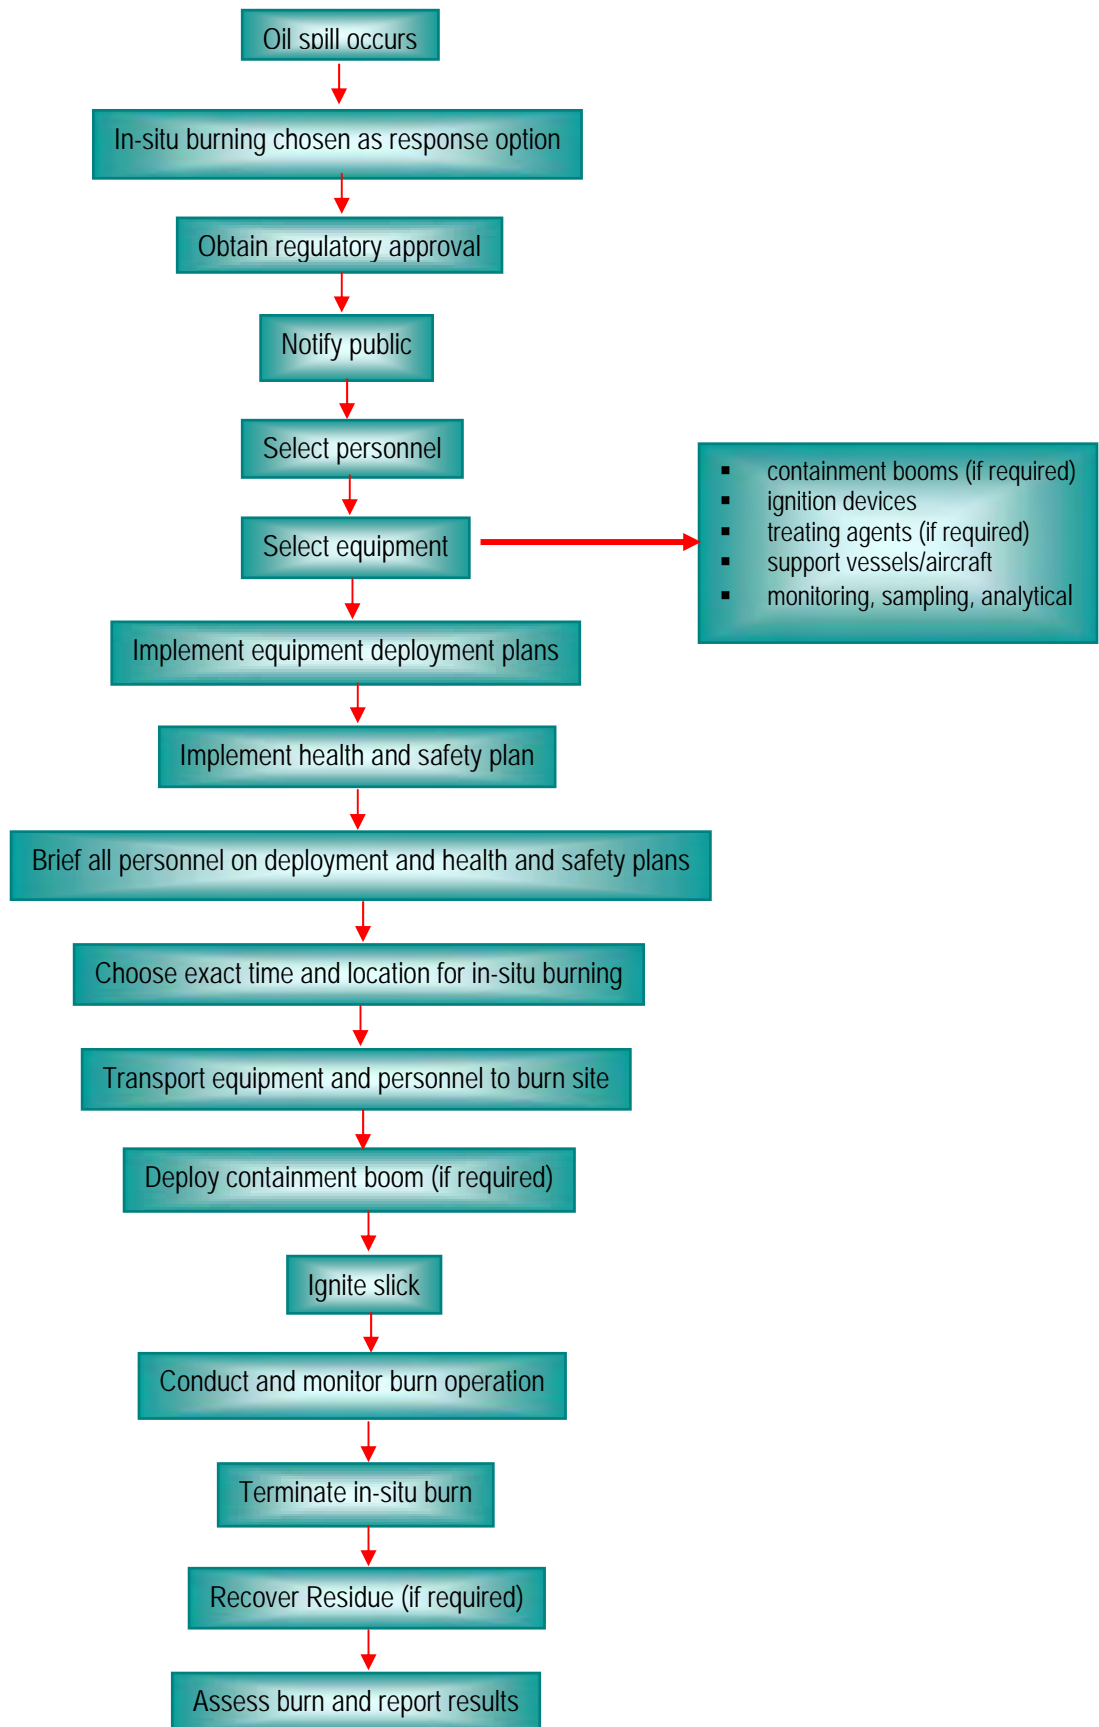 Oil spill occurs
In-situ burning chosen as response option
Obtain regulatory approval
Notify public
Select personnel
Select equipment
▪ containment booms (if required)
▪ ignition devices
▪ treating agents (if required)
▪ support vessels/aircraft
▪ monitoring, sampling, analytical
Implement equipment deployment plans
Implement health and safety plan
Brief all personnel on deployment and health and safety plans
Choose exact time and location for in-situ burning
Transport equipment and personnel to burn site
Deploy containment boom (if required)
Ignite slick
Conduct and monitor burn operation
Terminate in-situ burn
Recover Residue (if required)
Assess burn and report results